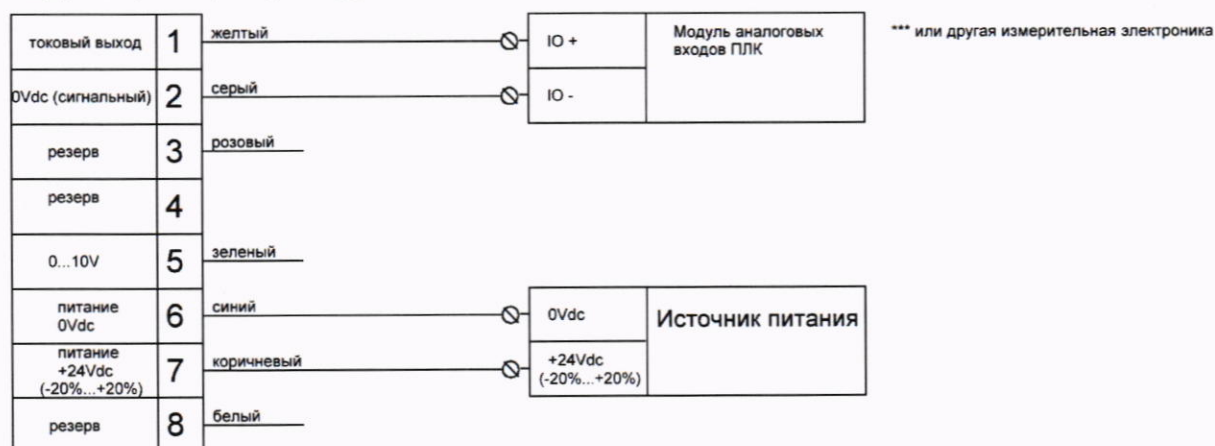 токовый выход 1 желтый IO + Модуль аналоговых
входов ПЛК
*** или другая измерительная электроника
0Vdc (сигнальный) 2 серый IO -
резерв 3 розовый
резерв 4
0...10V 5 зеленый
питание
0Vdc
6 синий 0Vdc Источник питания
питание
+24Vdc
(-20%...+20%)
7 коричневый +24Vdc
(-20%...+20%)
резерв 8 белый